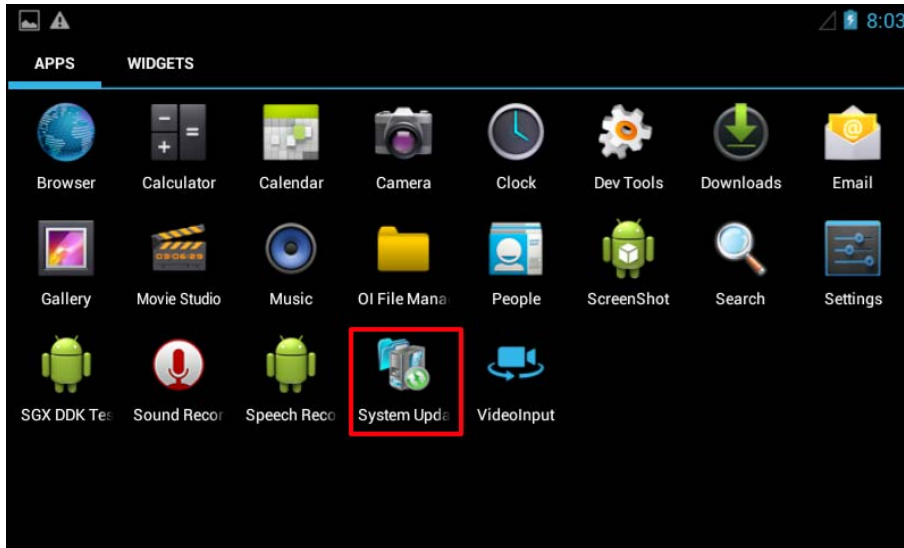 8:03
APPS WIDGETS
Browser Calculator Calendar Camera Clock Dev Tools Downloads Email
Gallery Movie Studio Music OI File Mana People ScreenShot Search Settings
SGX DDK Tes Sound Recor Speech Reco System Upda VideoInput